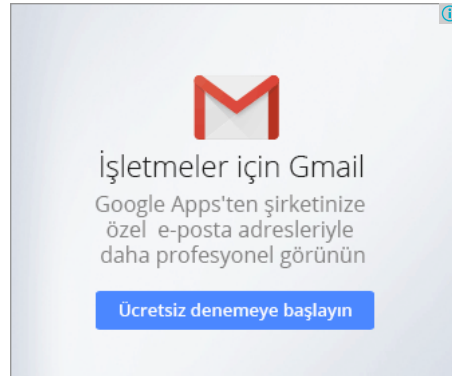 İşletmeler için Gmail
Google Apps'ten şirketinize
özel e-posta adresleriyle
daha profesyonel görünün
Ücretsiz denemeye başlayın